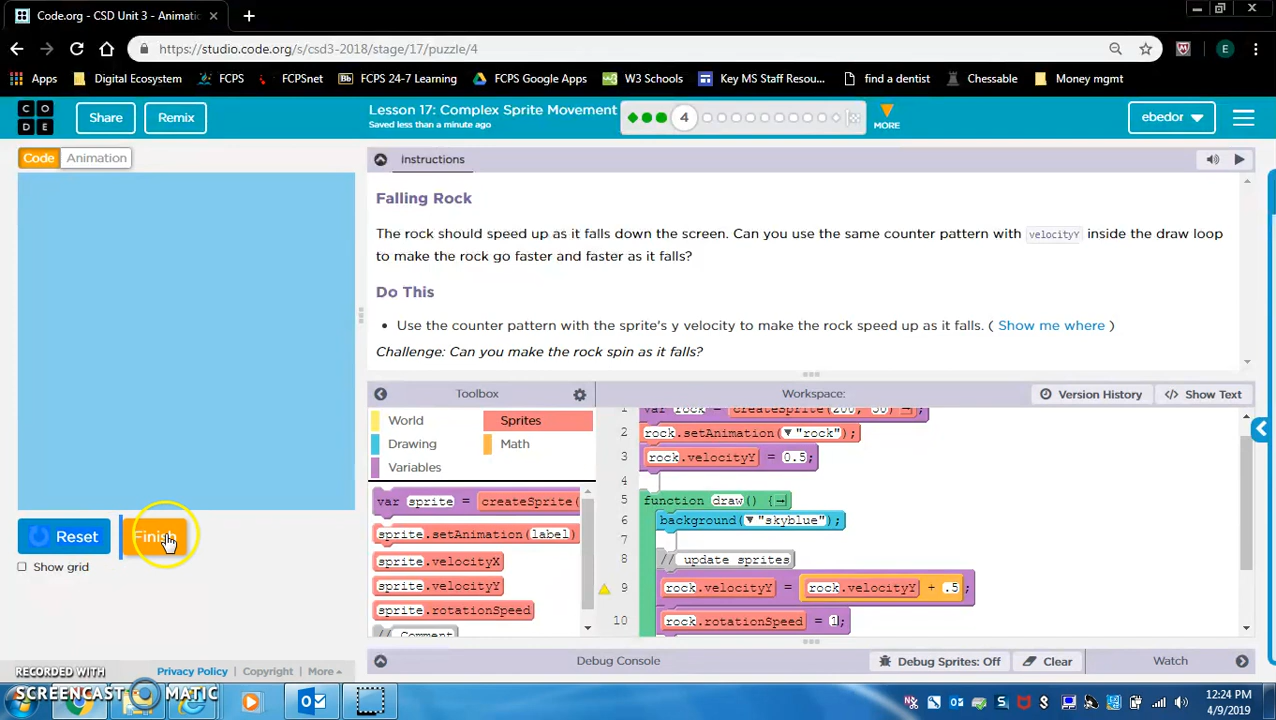 Code.org - CSD Unit 3 - Animatic
https://studio.code.org/s/csd3-2018/stage/17/puzzle/4
E
Apps
Digital Ecosystem
FCPS
FCPSnet
Bb FCPS 24-7 Learning
FCPS Google Apps
W3 Schools
Key MS Staff Resou...
find a dentist
Chessable
Money mgmt
C O
D E
Share
Remix
Lesson 17: Complex Sprite Movement
Saved less than a minute ago
4
MORE
ebedor
Code
Animation
Instructions
Falling Rock
The rock should speed up as it falls down the screen. Can you use the same counter pattern with velocityY inside the draw loop
to make the rock go faster and faster as it falls?
Do This
• Use the counter pattern with the sprite's y velocity to make the rock speed up as it falls. ( Show me where )
Challenge: Can you make the rock spin as it falls?
Toolbox
Workspace:
Version History
</> Show Text
World
Sprites
Drawing
Math
Variables
var sprite = createSprite(
sprite.setAnimation(label)
sprite.velocityX
sprite.velocityY
sprite.rotationSpeed
// Comment
1 var rock = createSprite(200, 50);
2 rock.setAnimation("rock");
3 rock.velocityY = 0.5;
4
5 function draw() {
6 background("skyblue");
7
8 // update sprites
9 rock.velocityY = rock.velocityY + .5;
10 rock.rotationSpeed = 1;
Reset
Finish
Show grid
Debug Console
Debug Sprites: Off
Clear
Watch
Privacy Policy | Copyright | More
RECORDED WITH
SCREENCAST MATIC
12:24 PM
4/9/2019